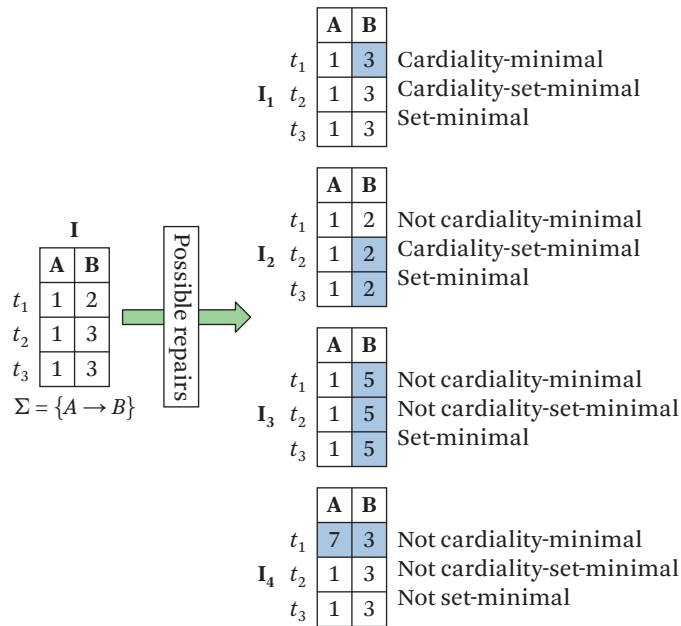 A B
t1 1 3 Cardiality-minimal
I1 t2 1 3 Cardiality-set-minimal
t3 1 3 Set-minimal
A B
t1 1 2 Not cardiality-minimal
I2 t2 1 2 Cardiality-set-minimal
t3 1 2 Set-minimal
I
A B
t1 1 2
t2 1 3
t3 1 3
Σ = {A → B}
Possible repairs
A B
t1 1 5 Not cardiality-minimal
I3 t2 1 5 Not cardiality-set-minimal
t3 1 5 Set-minimal
A B
t1 7 3 Not cardiality-minimal
I4 t2 1 3 Not cardiality-set-minimal
t3 1 3 Not set-minimal